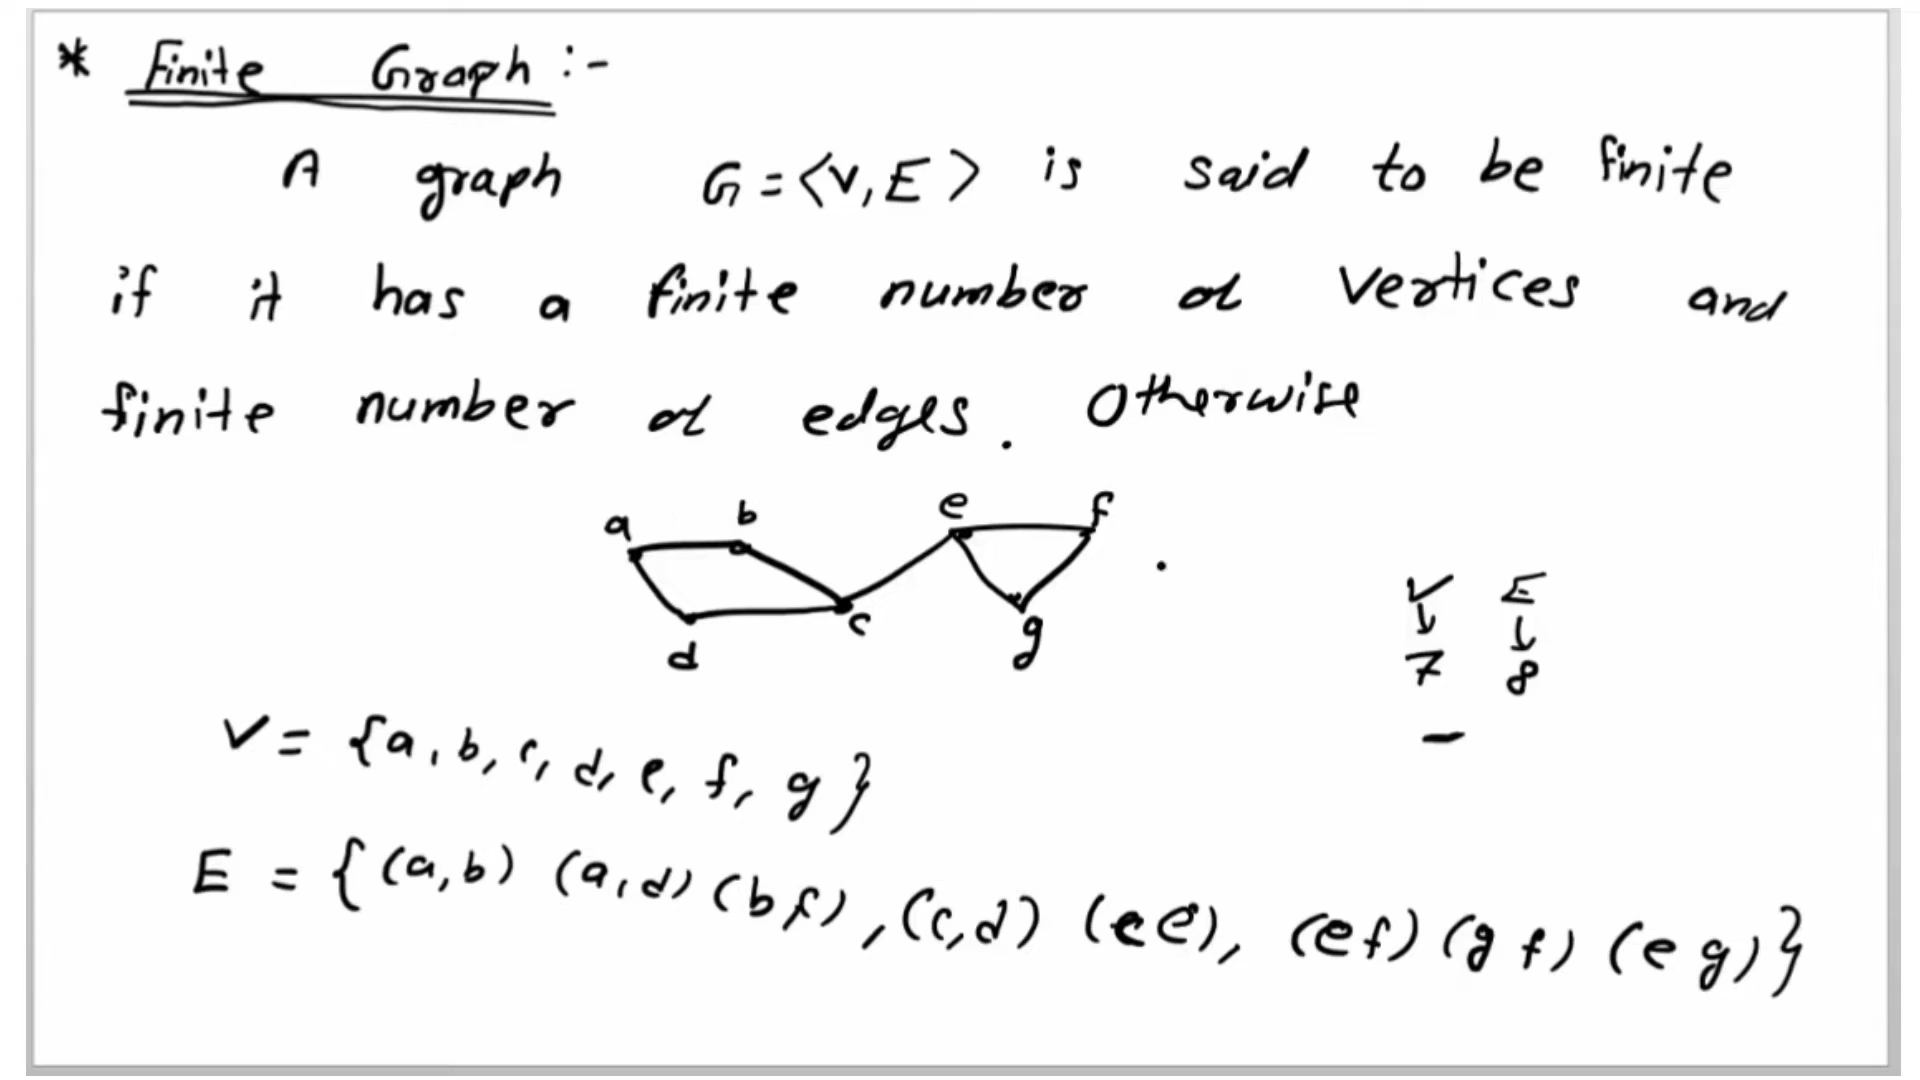 * Finite Graph :-
A graph G = <V, E> is said to be finite
if it has a finite number of vertices and
finite number of edges. Otherwise
a b e f
d c g
V E
↓ ↓
7 8
V = {a, b, c, d, e, f, g}
E = {(a,b) (a,d) (b f), (c,d) (e e), (e f) (g f) (e g)}